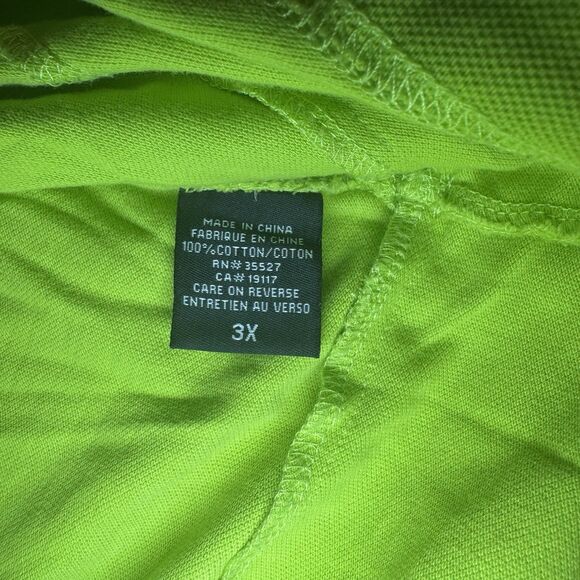 MADE IN CHINA
FABRIQUE EN CHINE
100% COTTON/COTON
RN# 35527
CA# 19117
CARE ON REVERSE
ENTRETIEN AU VERSO
3X